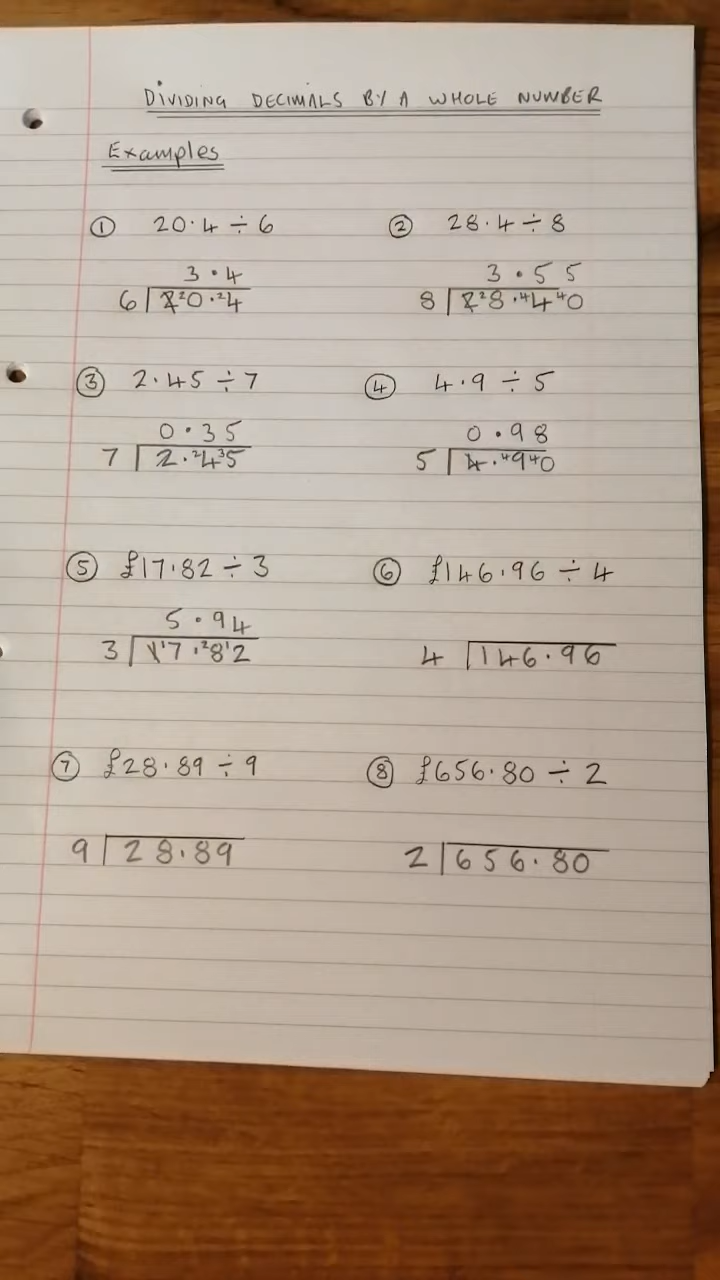 DIVIDING DECIMALS BY A WHOLE NUMBER
Examples
① 20.4 ÷ 6
② 28.4 ÷ 8
3.4
3.55
6 2²0.²4
8 2²8.⁴4⁴0
③ 2.45 ÷ 7
④ 4.9 ÷ 5
0.35
0.98
7 2.²4³5
5 4.⁴9⁴0
⑤ £17.82 ÷ 3
⑥ £146.96 ÷ 4
5.94
3 1¹7.²8¹2
4 146.96
⑦ £28.89 ÷ 9
⑧ £656.80 ÷ 2
9 28.89
2 656.80